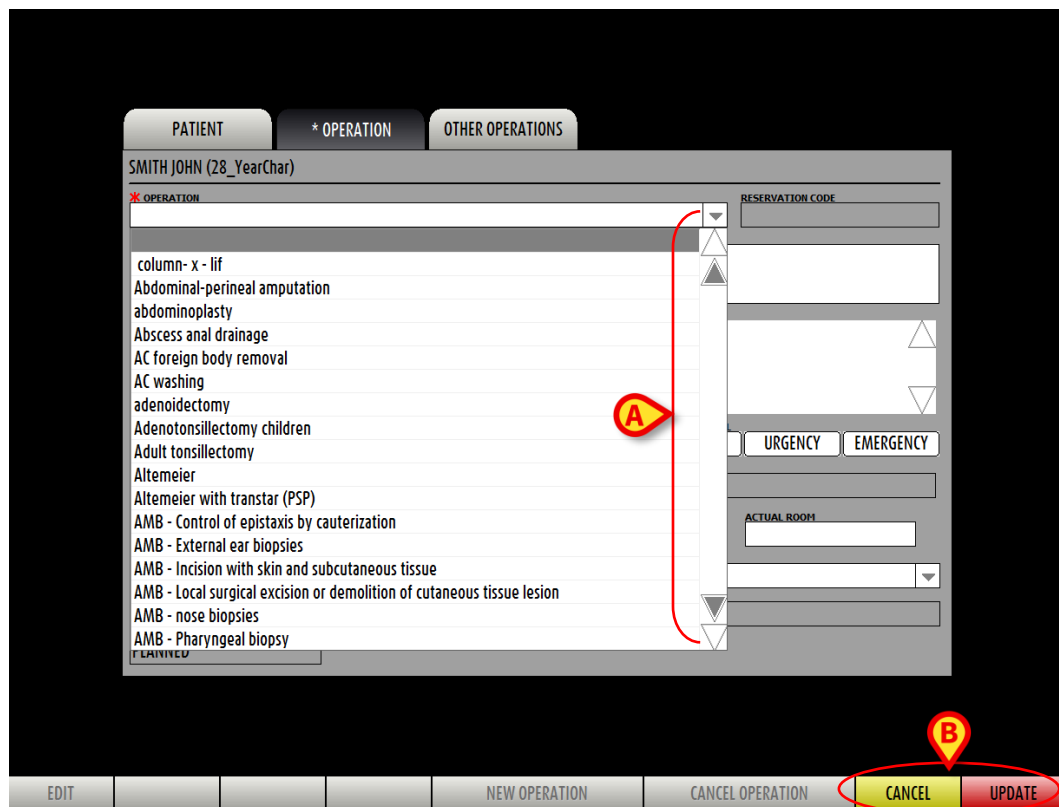 PATIENT * OPERATION OTHER OPERATIONS
SMITH JOHN (28_YearChar)
OPERATION RESERVATION CODE
column- x - lif
Abdominal-perineal amputation
abdominoplasty
Abscess anal drainage
AC foreign body removal
AC washing
adenoidectomy
Adenotonsillectomy children
A
Adult tonsillectomy
URGENCY EMERGENCY
Altemeier
Altemeier with transtar (PSP)
AMB - Control of epistaxis by cauterization
ACTUAL ROOM
AMB - External ear biopsies
AMB - Incision with skin and subcutaneous tissue
AMB - Local surgical excision or demolition of cutaneous tissue lesion
AMB - nose biopsies
AMB - Pharyngeal biopsy
PLANNED
B
EDIT NEW OPERATION CANCEL OPERATION CANCEL UPDATE